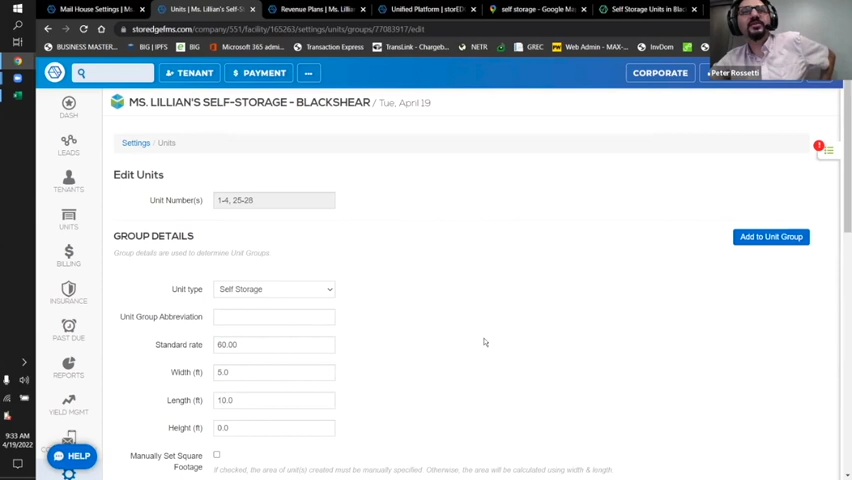 Mail House Settings | M
Units | Ms. Lillian's Self-S
Revenue Plans | Ms. Lillia
Unified Platform | storED
self storage - Google Ma
Self Storage Units in Blac
storedgefms.com/company/551/facility/165263/settings/units/groups/77083917/edit
BUSINESS MASTER...
BIG | IPFS
BIG
Microsoft 365 admi...
Transaction Express
TransLink - Chargeb...
NETR
GREC
Web Admin - MAX-...
InvDom
TENANT
$ PAYMENT
...
CORPORATE
Peter Rossetti
MS. LILLIAN'S SELF-STORAGE - BLACKSHEAR / Tue, April 19
DASH
LEADS
TENANTS
UNITS
BILLING
INSURANCE
PAST DUE
REPORTS
YIELD MGMT
HELP
Settings / Units
Edit Units
Unit Number(s) 1-4, 25-28
GROUP DETAILS
Add to Unit Group
Group details are used to determine Unit Groups
Unit type Self Storage
Unit Group Abbreviation
Standard rate 60.00
Width (ft) 5.0
Length (ft) 10.0
Height (ft) 0.0
Manually Set Square
Footage
If checked, the area of unit(s) created must be manually specified. Otherwise, the area will be calculated using width & length
9:33 AM
4/19/2022